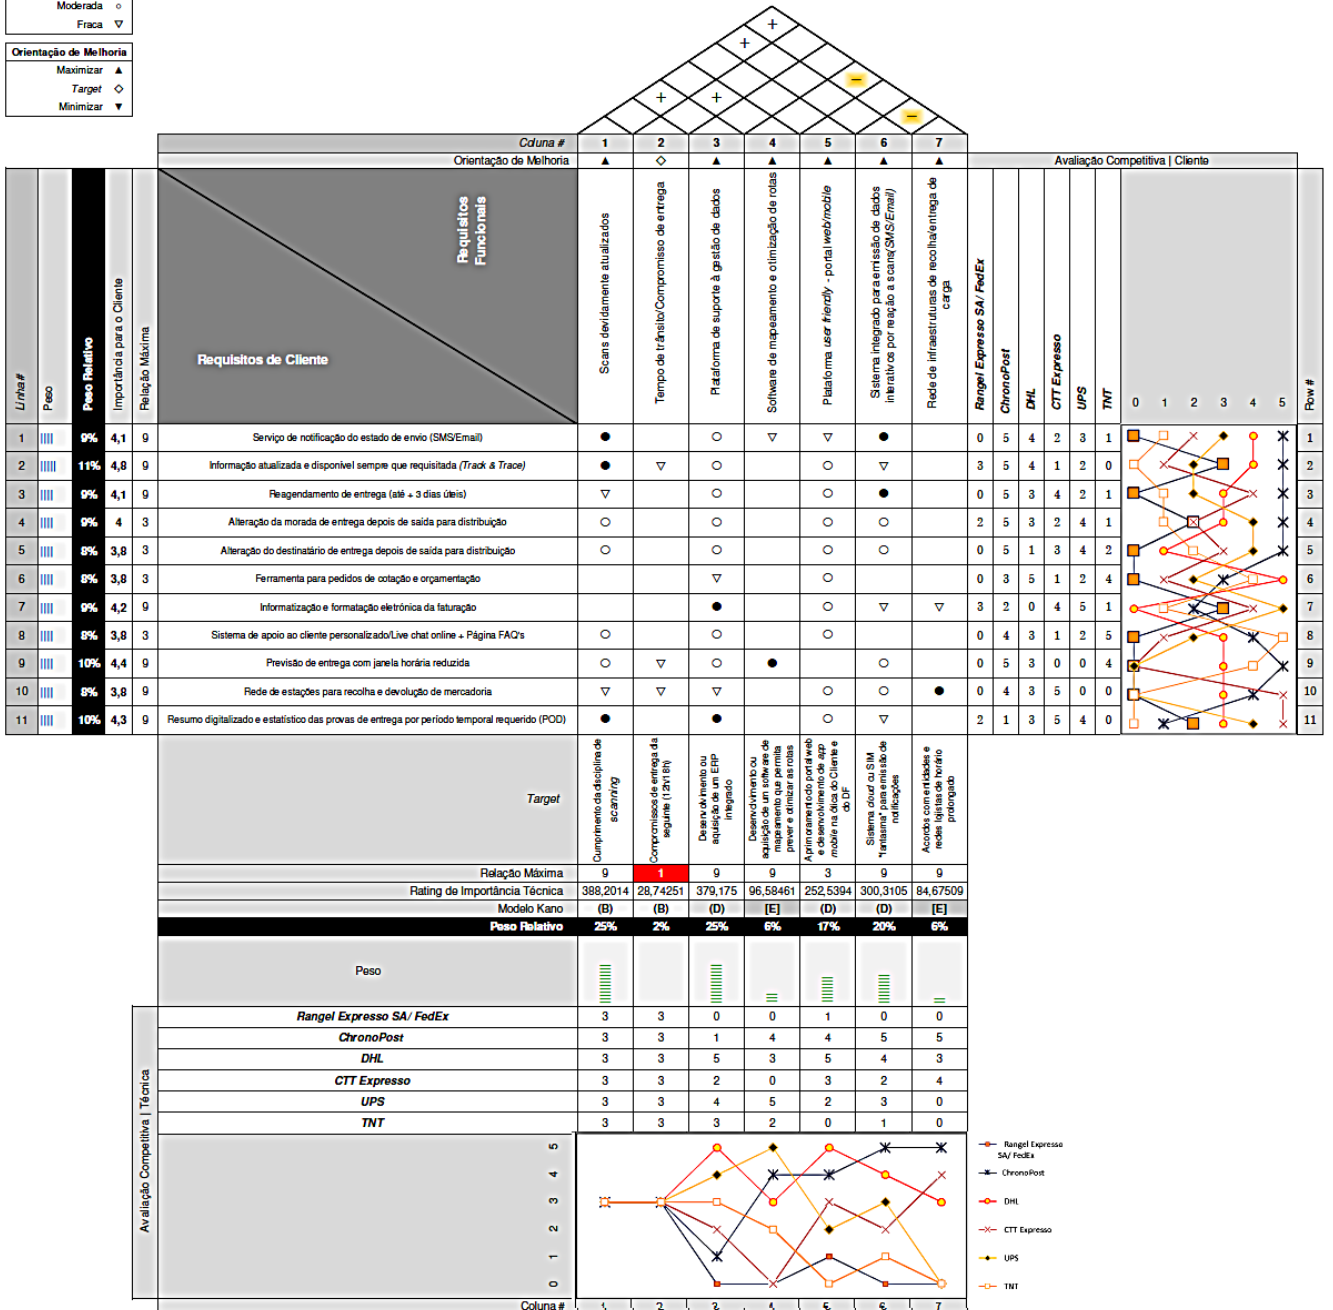 Moderada ○
Fraca ▽
Orientação de Melhoria
Maximizar ▲
Target ◇
Minimizar ▼
+
+
−
+ +
−
Coluna # 1 2 3 4 5 6 7
Orientação de Melhoria ▲ ◇ ▲ ▲ ▲ ▲ ▲ Avaliação Competitiva | Cliente
Linha#
Peso
Peso Relativo
Importância para o Cliente
Relação Máxima
Requisitos
Funcionais
Requisitos de Cliente
Scans devidamente atualizados
Tempo de trânsito/Compromisso de entrega
Plataforma de suporte à gestão de dados
Software de mapeamento e otimização de rotas
Plataforma user friendly - portal web/mobile
Sistema integrado para emissão de dados
interativos por reação a scans(SMS/Email)
Rede de infraestruturas de recolha/entrega de
carga
Rangel Expresso SA/ FedEx
ChronoPost
DHL
CTT Expresso
UPS
TNT
0 1 2 3 4 5
Row #
1 9% 4,1 9 Serviço de notificação do estado de envio (SMS/Email) ● ○ ▽ ▽ ● 0 5 4 2 3 1 1
2 11% 4,8 9 Informação atualizada e disponível sempre que requisitada (Track & Trace) ● ▽ ○ ○ ▽ 3 5 4 1 2 0 2
3 9% 4,1 9 Reagendamento de entrega (até + 3 dias úteis) ▽ ○ ○ ● 0 5 3 4 2 1 3
4 9% 4 3 Alteração da morada de entrega depois de saída para distribuição ○ ○ ○ ○ 2 5 3 2 4 1 4
5 8% 3,8 3 Alteração do destinatário de entrega depois de saída para distribuição ○ ○ ○ ○ 0 5 1 3 4 2 5
6 8% 3,8 3 Ferramenta para pedidos de cotação e orçamentação ▽ ○ 0 3 5 1 2 4 6
7 9% 4,2 9 Informatização e formatação eletrónica da faturação ● ○ ▽ ▽ 3 2 0 4 5 1 7
8 8% 3,8 3 Sistema de apoio ao cliente personalizado/Live chat online + Página FAQ's ○ ○ ○ 0 4 3 1 2 5 8
9 10% 4,4 9 Previsão de entrega com janela horária reduzida ○ ▽ ○ ● ○ 0 5 3 0 0 4 9
10 8% 3,8 9 Rede de estações para recolha e devolução de mercadoria ▽ ▽ ▽ ○ ○ ● 0 4 3 5 0 0 10
11 10% 4,3 9 Resumo digitalizado e estatístico das provas de entrega por período temporal requerido (POD) ● ● ○ ▽ 2 1 3 5 4 0 11
Target
Cumprimento da disciplina de
scanning
Compromissos de entrega dia
seguinte (12h/18h)
Desenvolvimento ou
aquisição de um ERP
integrado
Desenvolvimento ou
aquisição de um software de
mapeamento que permita
prever e otimizar as rotas
Aprimoramento do portal web
e desenvolvimento de app
mobile na ótica do Cliente e
do DF
Sistema cloud ou SIM
"fantasma" para emissão de
notificações
Acordos com entidades e
redes lojistas de horário
prolongado
Relação Máxima 9 1 9 9 3 9 9
Rating de Importância Técnica 388,2014 28,74251 379,175 96,58461 252,5394 300,3105 84,67509
Modelo Kano (B) (B) (D) [E] (D) (D) [E]
Peso Relativo 25% 2% 25% 6% 17% 20% 6%
Peso
Avaliação Competitiva | Técnica
Rangel Expresso SA/ FedEx 3 3 0 0 1 0 0
ChronoPost 3 3 1 4 4 5 5
DHL 3 3 5 3 5 4 3
CTT Expresso 3 3 2 0 3 2 4
UPS 3 3 4 5 2 3 0
TNT 3 3 3 2 0 1 0
5
4
3
2
1
0
Rangel Expresso
SA/ FedEx
ChronoPost
DHL
CTT Expresso
UPS
TNT
Coluna # 1 2 3 4 5 6 7